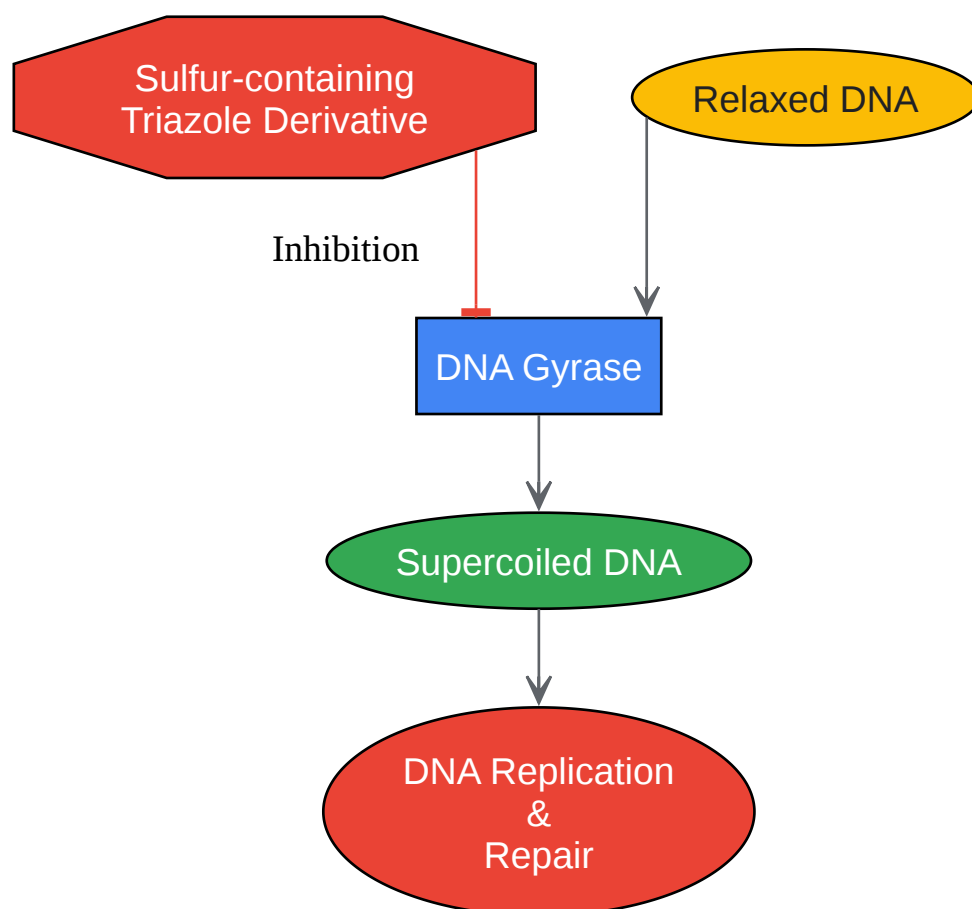 Sulfur-containing
Triazole Derivative
Relaxed DNA
Inhibition
DNA Gyrase
Supercoiled DNA
DNA Replication
&
Repair